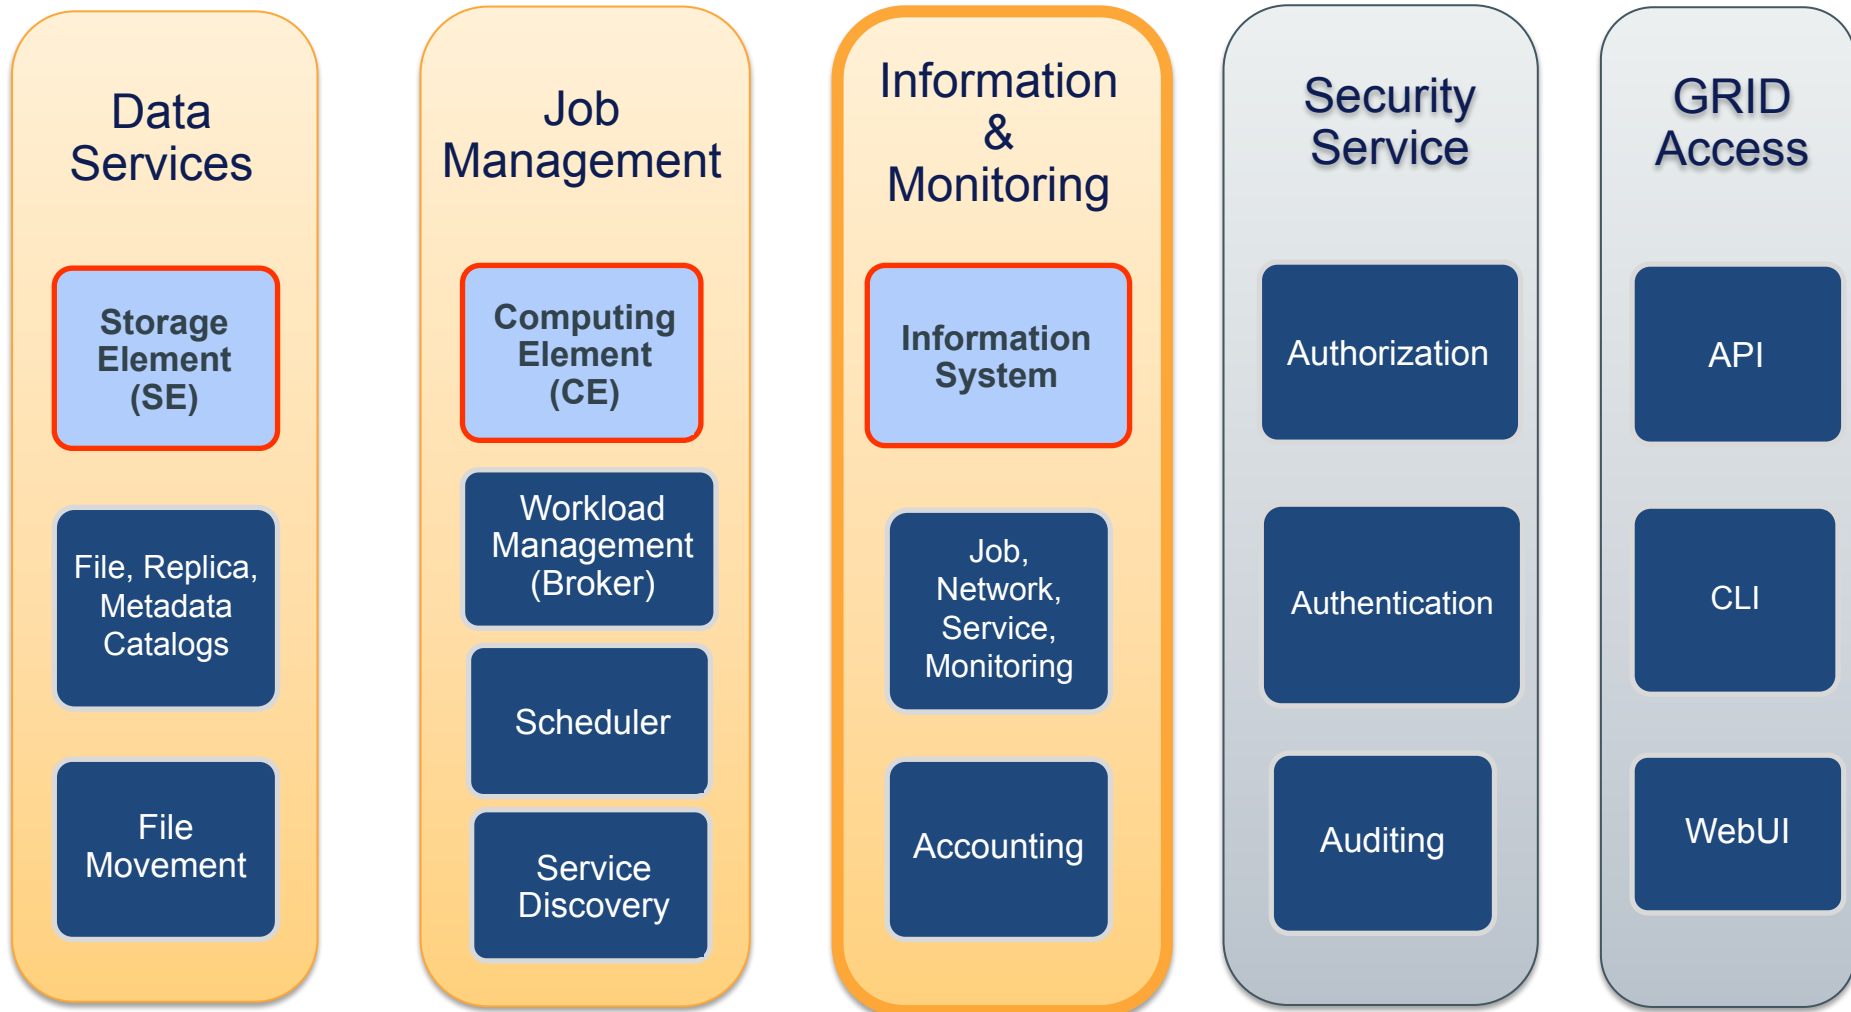 Data
Services
Storage
Element
(SE)
File, Replica,
Metadata
Catalogs
File
Movement
Job
Management
Computing
Element
(CE)
Workload
Management
(Broker)
Scheduler
Service
Discovery
Information
&
Monitoring
Information
System
Job,
Network,
Service,
Monitoring
Accounting
Security
Service
Authorization
Authentication
Auditing
GRID
Access
API
CLI
WebUI